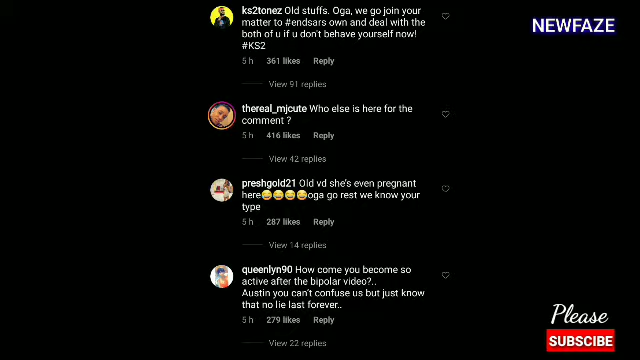 NEWFAZE
ks2tonez Old stuffs. Oga, we go join your
matter to #endsars own and deal with the
both of u if u don't behave yourself now!
#KS2
5 h 361 likes Reply
View 91 replies
thereal_mjcute Who else is here for the
comment ?
5 h 416 likes Reply
View 42 replies
preshgold21 Old vd she's even pregnant
here😂😂😂😂oga go rest we know your
type
5 h 287 likes Reply
View 14 replies
queenlyn90 How come you become so
active after the bipolar video?..
Austin you can't confuse us but just know
that no lie last forever..
5 h 279 likes Reply
View 22 replies
Please
SUBSCIBE